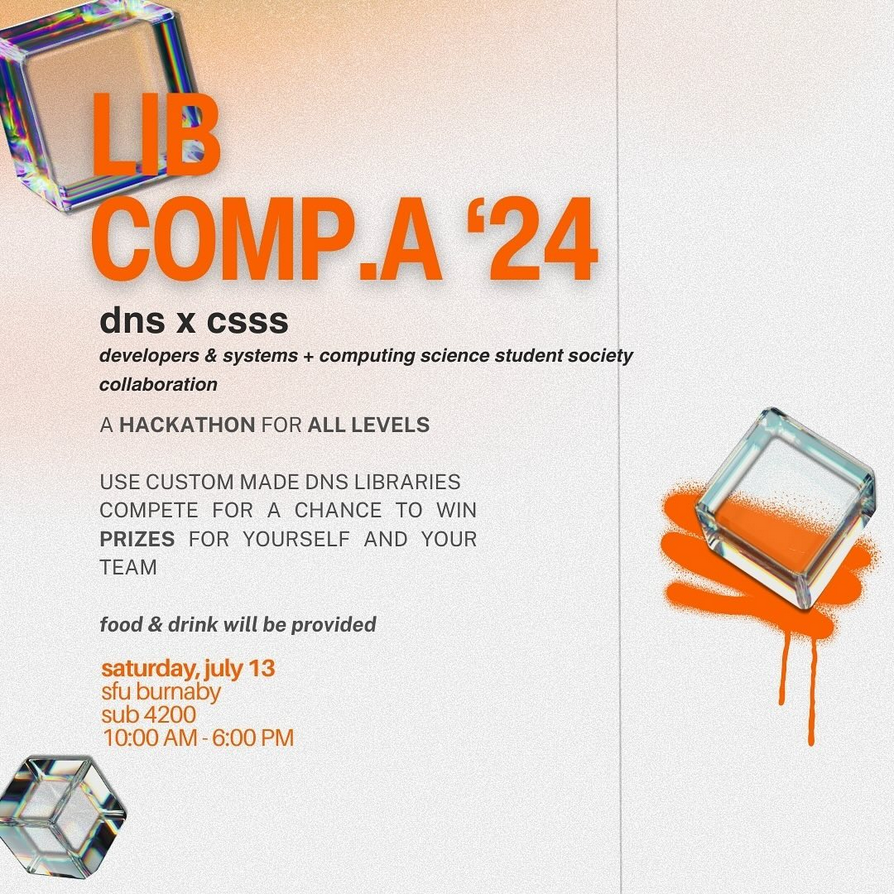 LIB
COMP.A ‘24
dns x csss
developers & systems + computing science student society
collaboration
A HACKATHON FOR ALL LEVELS
USE CUSTOM MADE DNS LIBRARIES
COMPETE FOR A CHANCE TO WIN
PRIZES FOR YOURSELF AND YOUR
TEAM
food & drink will be provided
saturday, july 13
sfu burnaby
sub 4200
10:00 AM - 6:00 PM